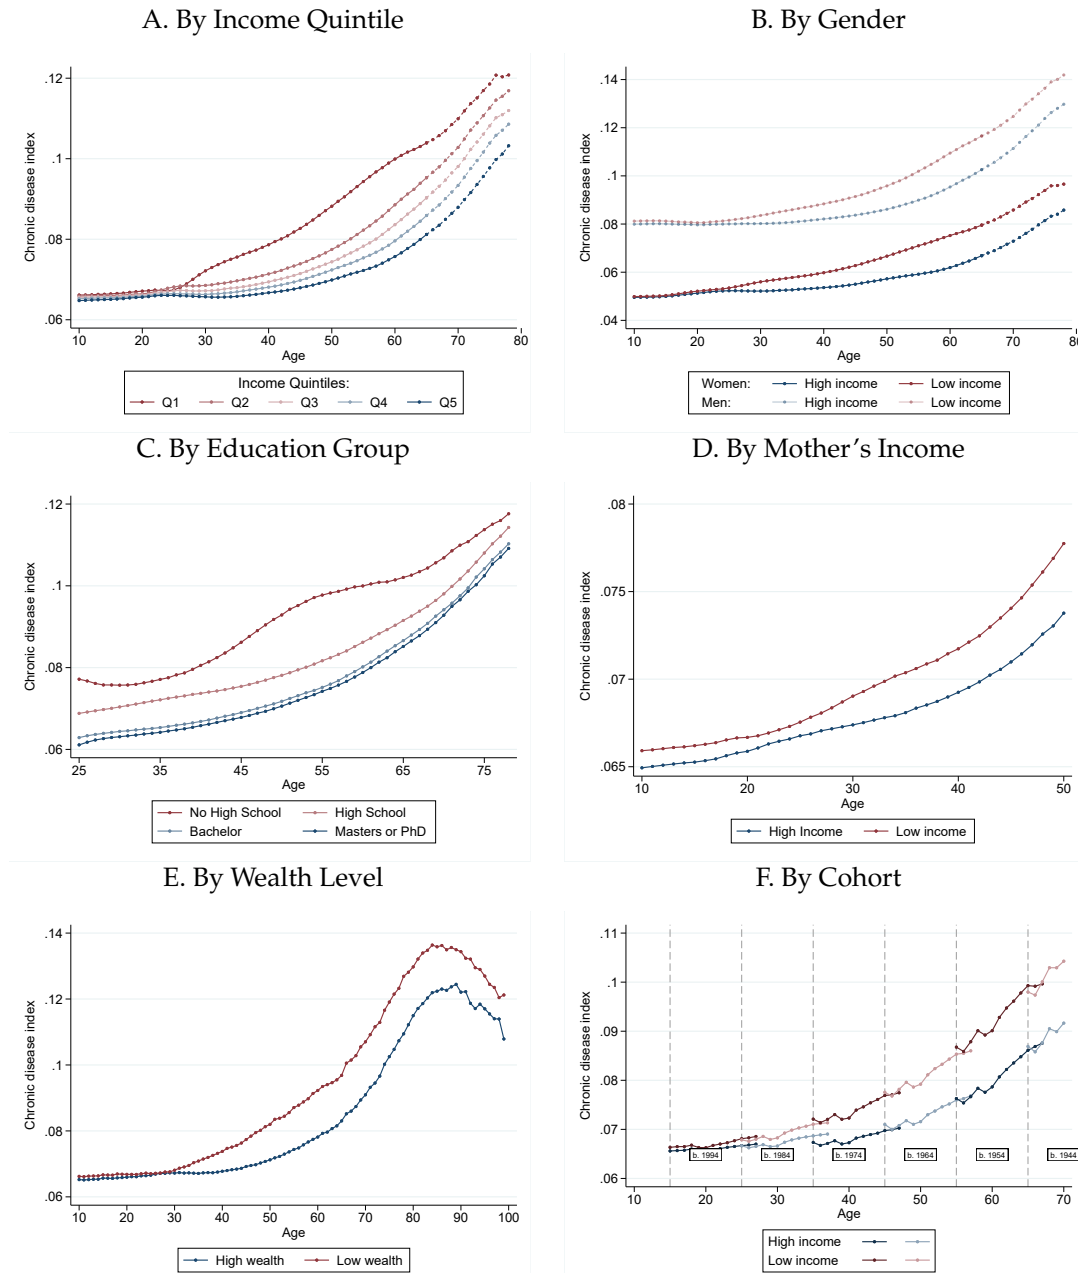 A. By Income Quintile
Chronic disease index
.12
.1
.08
.06
10 20 30 40 50 60 70 80
Age
Income Quintiles:
Q1 Q2 Q3 Q4 Q5
B. By Gender
Chronic disease index
.14
.12
.1
.08
.06
.04
10 20 30 40 50 60 70 80
Age
Women: High income Low income
Men: High income Low income
C. By Education Group
Chronic disease index
.12
.1
.08
.06
25 35 45 55 65 75
Age
No High School High School
Bachelor Masters or PhD
D. By Mother's Income
Chronic disease index
.08
.075
.07
.065
10 20 30 40 50
Age
High Income Low income
E. By Wealth Level
Chronic disease index
.14
.12
.1
.08
.06
10 20 30 40 50 60 70 80 90 100
Age
High wealth Low wealth
F. By Cohort
Chronic disease index
.11
.1
.09
.08
.07
.06
b. 1994 b. 1984 b. 1974 b. 1964 b. 1954 b. 1944
10 20 30 40 50 60 70
Age
High income
Low income